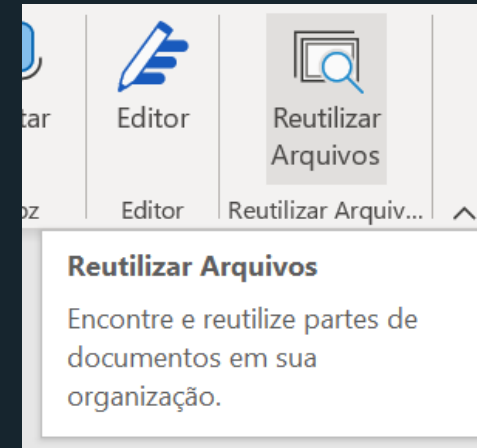 tar
Editor
Reutilizar
Arquivos
oz
Editor
Reutilizar Arquiv...
Reutilizar Arquivos
Encontre e reutilize partes de
documentos em sua
organização.